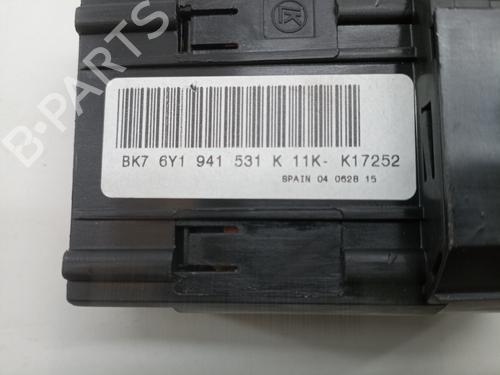 B-PARTS
BK7 6Y1 941 531 K 11K- K17252
SPAIN 04 0628 15